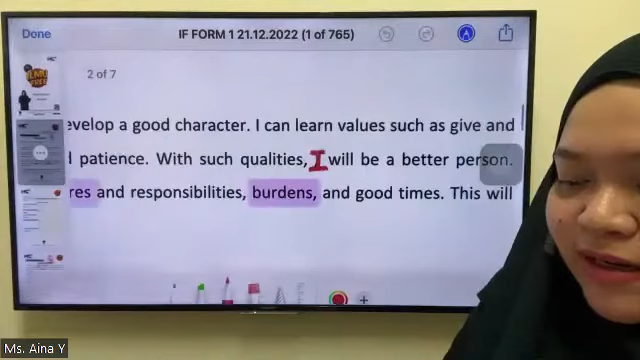 Done IF FORM 1 21.12.2022 (1 of 765)
2 of 7
evelop a good character. I can learn values such as give and
patience. With such qualities, I will be a better person.
res and responsibilities, burdens, and good times. This will
Ms. Aina Y